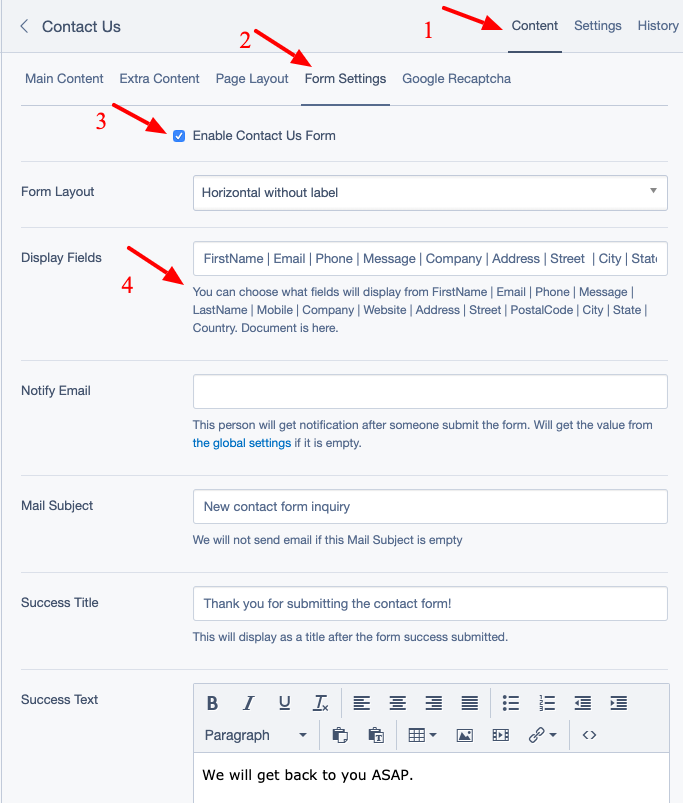 Contact Us
1
Content Settings History
2
Main Content Extra Content Page Layout Form Settings Google Recaptcha
3
Enable Contact Us Form
Form Layout
Horizontal without label
Display Fields
FirstName | Email | Phone | Message | Company | Address | Street | City | State
4
You can choose what fields will display from FirstName | Email | Phone | Message |
LastName | Mobile | Company | Website | Address | Street | PostalCode | City | State |
Country. Document is here.
Notify Email
This person will get notification after someone submit the form. Will get the value from
the global settings if it is empty.
Mail Subject
New contact form inquiry
We will not send email if this Mail Subject is empty
Success Title
Thank you for submitting the contact form!
This will display as a title after the form success submitted.
Success Text
B I U Tx
Paragraph
We will get back to you ASAP.